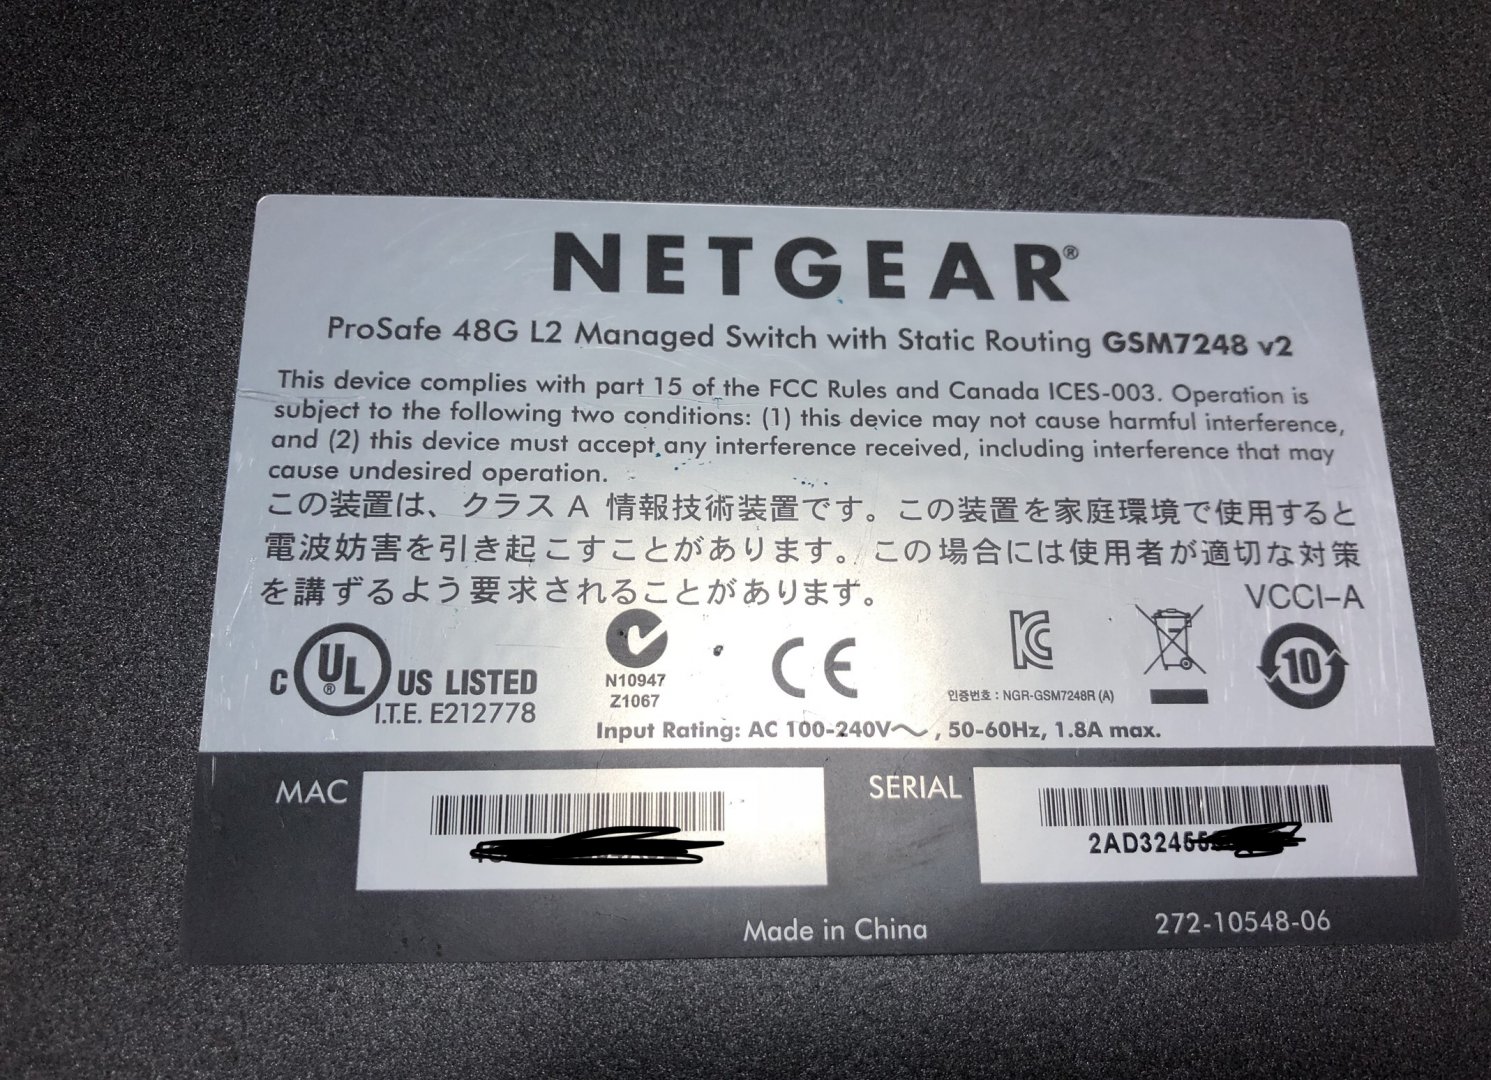 NETGEAR®
ProSafe 48G L2 Managed Switch with Static Routing GSM7248 v2
This device complies with part 15 of the FCC Rules and Canada ICES-003. Operation is
subject to the following two conditions: (1) this device may not cause harmful interference,
and (2) this device must accept any interference received, including interference that may
cause undesired operation.
この装置は、クラス A 情報技術装置です。この装置を家庭環境で使用すると
電波妨害を引き起こすことがあります。この場合には使用者が適切な対策
を講ずるよう要求されることがあります。
VCCI-A
C UL® US LISTED
I.T.E. E212778
N10947
Z1067
CE
KC
인증번호 : NGR-GSM7248R (A)
10
Input Rating: AC 100-240V～, 50-60Hz, 1.8A max.
MAC
SERIAL
2AD3245
Made in China
272-10548-06